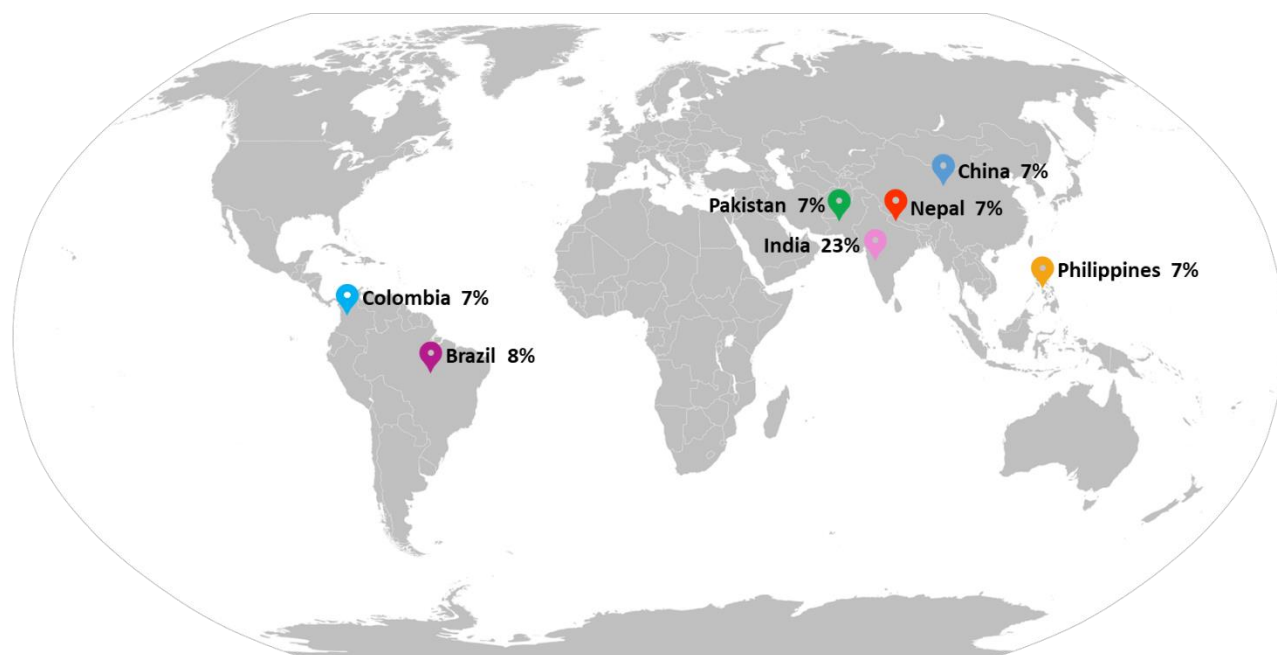 China 7%
Pakistan 7%
Nepal 7%
India 23%
Philippines 7%
Colombia 7%
Brazil 8%